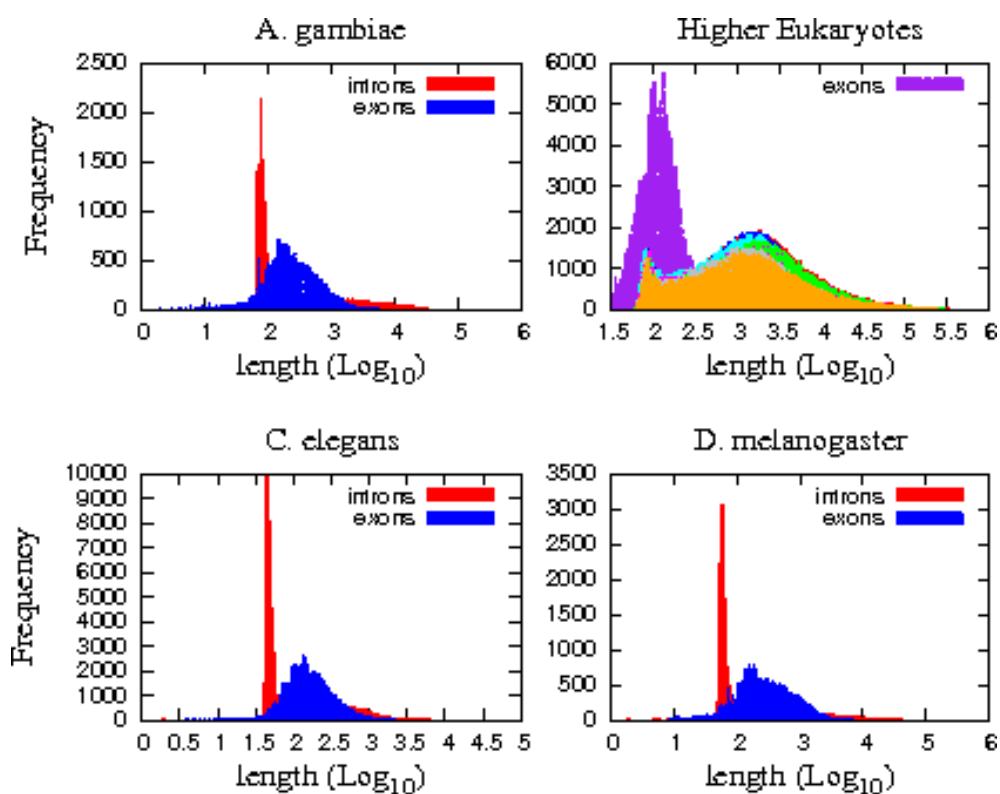 A. gambiae
Higher Eukaryotes
Frequency
2500
2000
1500
1000
500
0
introns
exons
0 1 2 3 4 5 6
length (Log10)
6000
5000
4000
3000
2000
1000
0
exons
1.5 2 2.5 3 3.5 4 4.5 5 5.5 6
length (Log10)
C. elegans
D. melanogaster
Frequency
10000
9000
8000
7000
6000
5000
4000
3000
2000
1000
0
introns
exons
0 0.5 1 1.5 2 2.5 3 3.5 4 4.5 5
length (Log10)
3500
3000
2500
2000
1500
1000
500
0
introns
exons
0 1 2 3 4 5 6
length (Log10)